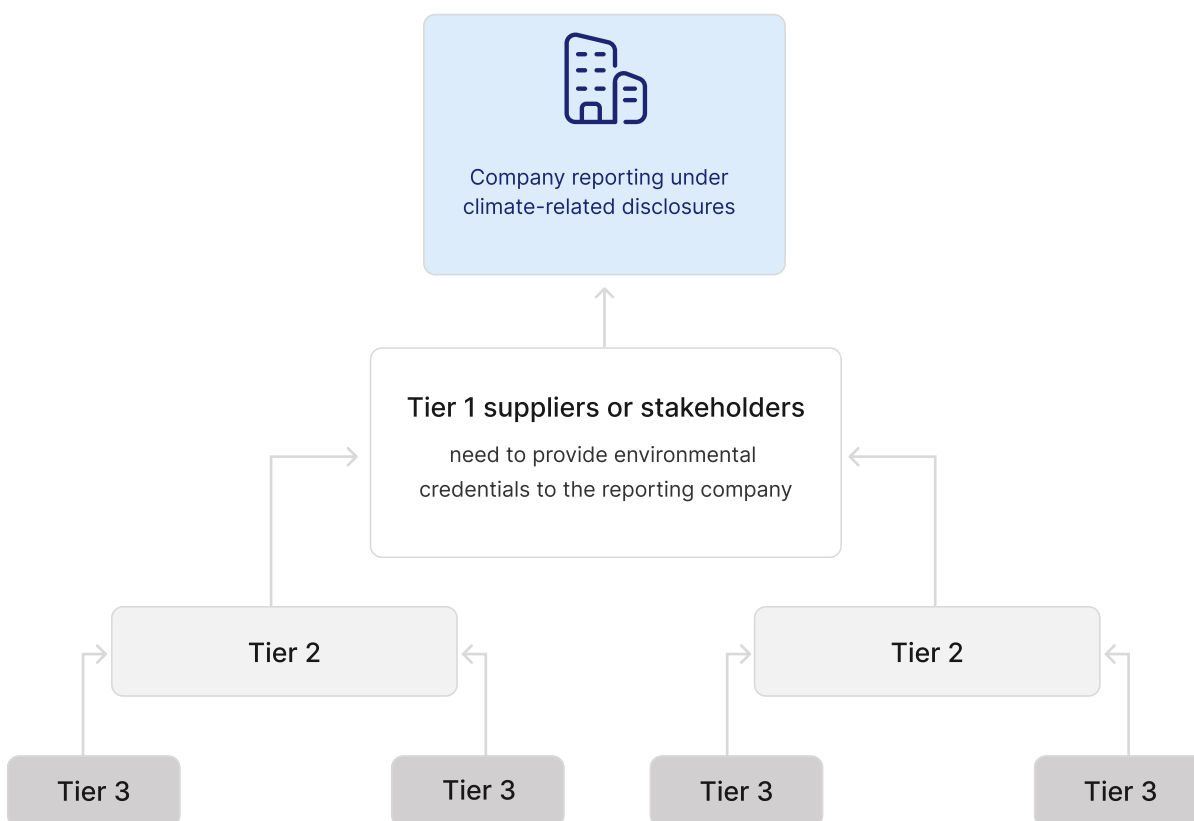 Company reporting under
climate-related disclosures
Tier 1 suppliers or stakeholders
need to provide environmental
credentials to the reporting company
Tier 2
Tier 2
Tier 3
Tier 3
Tier 3
Tier 3